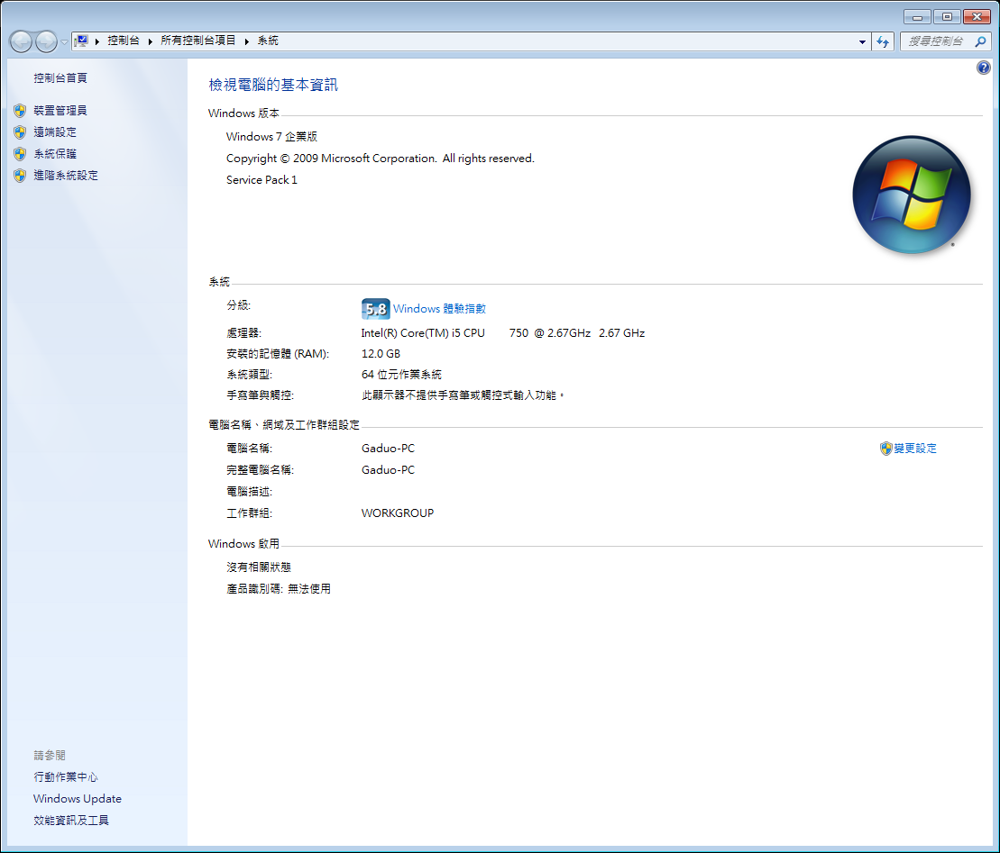 控制台 ▸ 所有控制台項目 ▸ 系統
搜尋控制台
控制台首頁
裝置管理員
遠端設定
系統保護
進階系統設定
檢視電腦的基本資訊
Windows 版本
Windows 7 企業版
Copyright © 2009 Microsoft Corporation.  All rights reserved.
Service Pack 1
系統
分級: 5.8 Windows 體驗指數
處理器: Intel(R) Core(TM) i5 CPU 750 @ 2.67GHz 2.67 GHz
安裝的記憶體 (RAM): 12.0 GB
系統類型: 64 位元作業系統
手寫筆與觸控: 此顯示器不提供手寫筆或觸控式輸入功能。
電腦名稱、網域及工作群組設定
電腦名稱: Gaduo-PC 變更設定
完整電腦名稱: Gaduo-PC
電腦描述:
工作群組: WORKGROUP
Windows 啟用
沒有相關狀態
產品識別碼: 無法使用
請參閱
行動作業中心
Windows Update
效能資訊及工具